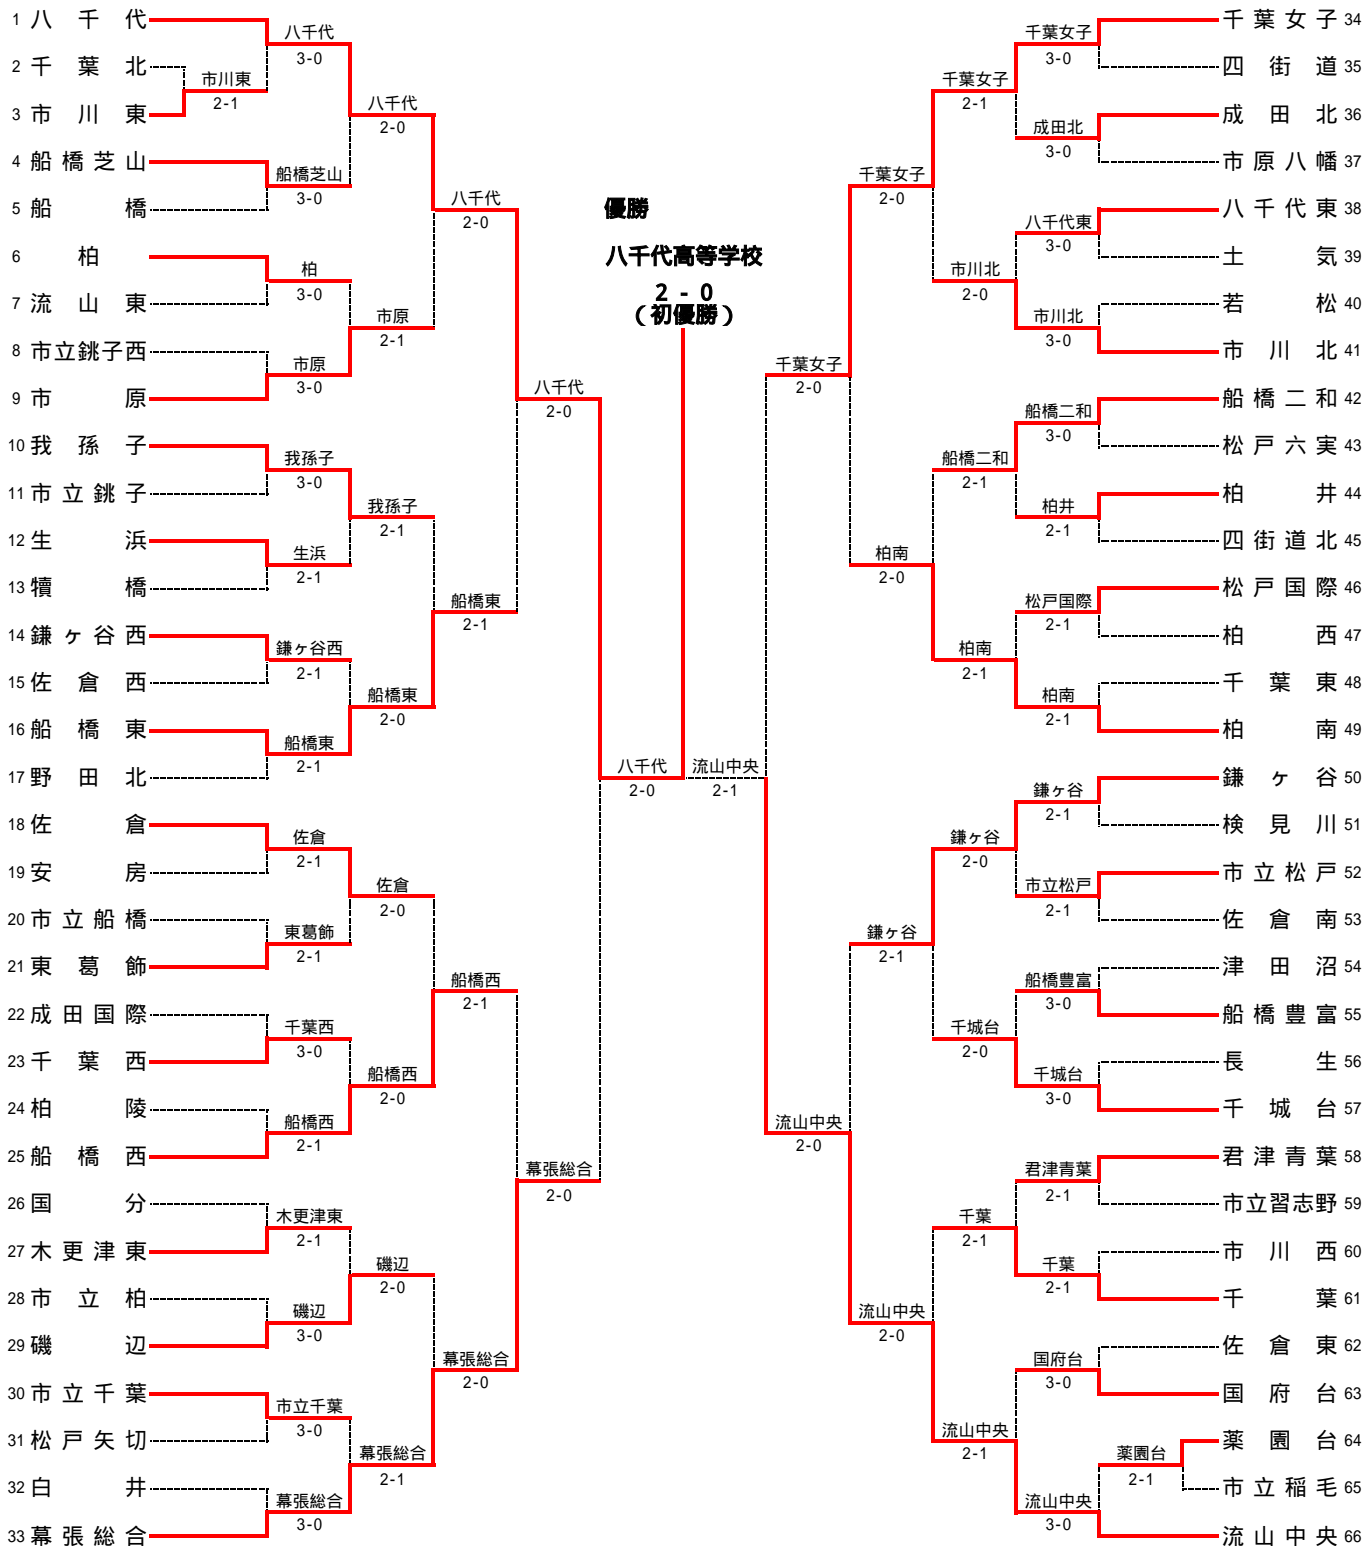 1 八千代
2 千葉北
3 市川東
4 船橋芝山
5 船橋
6 柏
7 流山東
8 市立銚子西
9 市原
10 我孫子
11 市立銚子
12 生浜
13 犢橋
14 鎌ヶ谷西
15 佐倉西
16 船橋東
17 野田北
18 佐倉
19 安房
20 市立船橋
21 東葛飾
22 成田国際
23 千葉西
24 柏陵
25 船橋西
26 国分
27 木更津東
28 市立柏
29 磯辺
30 市立千葉
31 松戸矢切
32 白井
33 幕張総合
市川東
2-1
八千代
3-0
船橋芝山
3-0
柏
3-0
市原
3-0
我孫子
3-0
生浜
2-1
鎌ヶ谷西
2-1
船橋東
2-1
佐倉
2-1
東葛飾
2-1
千葉西
3-0
船橋西
2-1
木更津東
2-1
磯辺
3-0
市立千葉
3-0
幕張総合
3-0
八千代
2-0
市原
2-1
我孫子
2-1
船橋東
2-0
佐倉
2-0
船橋西
2-0
磯辺
2-0
幕張総合
2-1
八千代
2-0
船橋東
2-1
船橋西
2-1
幕張総合
2-0
八千代
2-0
幕張総合
2-0
八千代
2-0
優勝
八千代高等学校
2 - 0
（初優勝）
流山中央
2-1
千葉女子
2-0
流山中央
2-0
千葉女子
2-0
柏南
2-0
鎌ヶ谷
2-1
流山中央
2-0
千葉女子
2-1
市川北
2-0
船橋二和
2-1
柏南
2-1
鎌ヶ谷
2-0
千城台
2-0
千葉
2-1
流山中央
2-1
千葉女子
3-0
成田北
3-0
八千代東
3-0
市川北
3-0
船橋二和
3-0
柏井
2-1
松戸国際
2-1
柏南
2-1
鎌ヶ谷
2-1
市立松戸
2-1
船橋豊富
3-0
千城台
3-0
君津青葉
2-1
千葉
2-1
国府台
3-0
流山中央
3-0
薬園台
2-1
千葉女子 34
四街道 35
成田北 36
市原八幡 37
八千代東 38
土気 39
若松 40
市川北 41
船橋二和 42
松戸六実 43
柏井 44
四街道北 45
松戸国際 46
柏西 47
千葉東 48
柏南 49
鎌ヶ谷 50
検見川 51
市立松戸 52
佐倉南 53
津田沼 54
船橋豊富 55
長生 56
千城台 57
君津青葉 58
市立習志野 59
市川西 60
千葉 61
佐倉東 62
国府台 63
薬園台 64
市立稲毛 65
流山中央 66